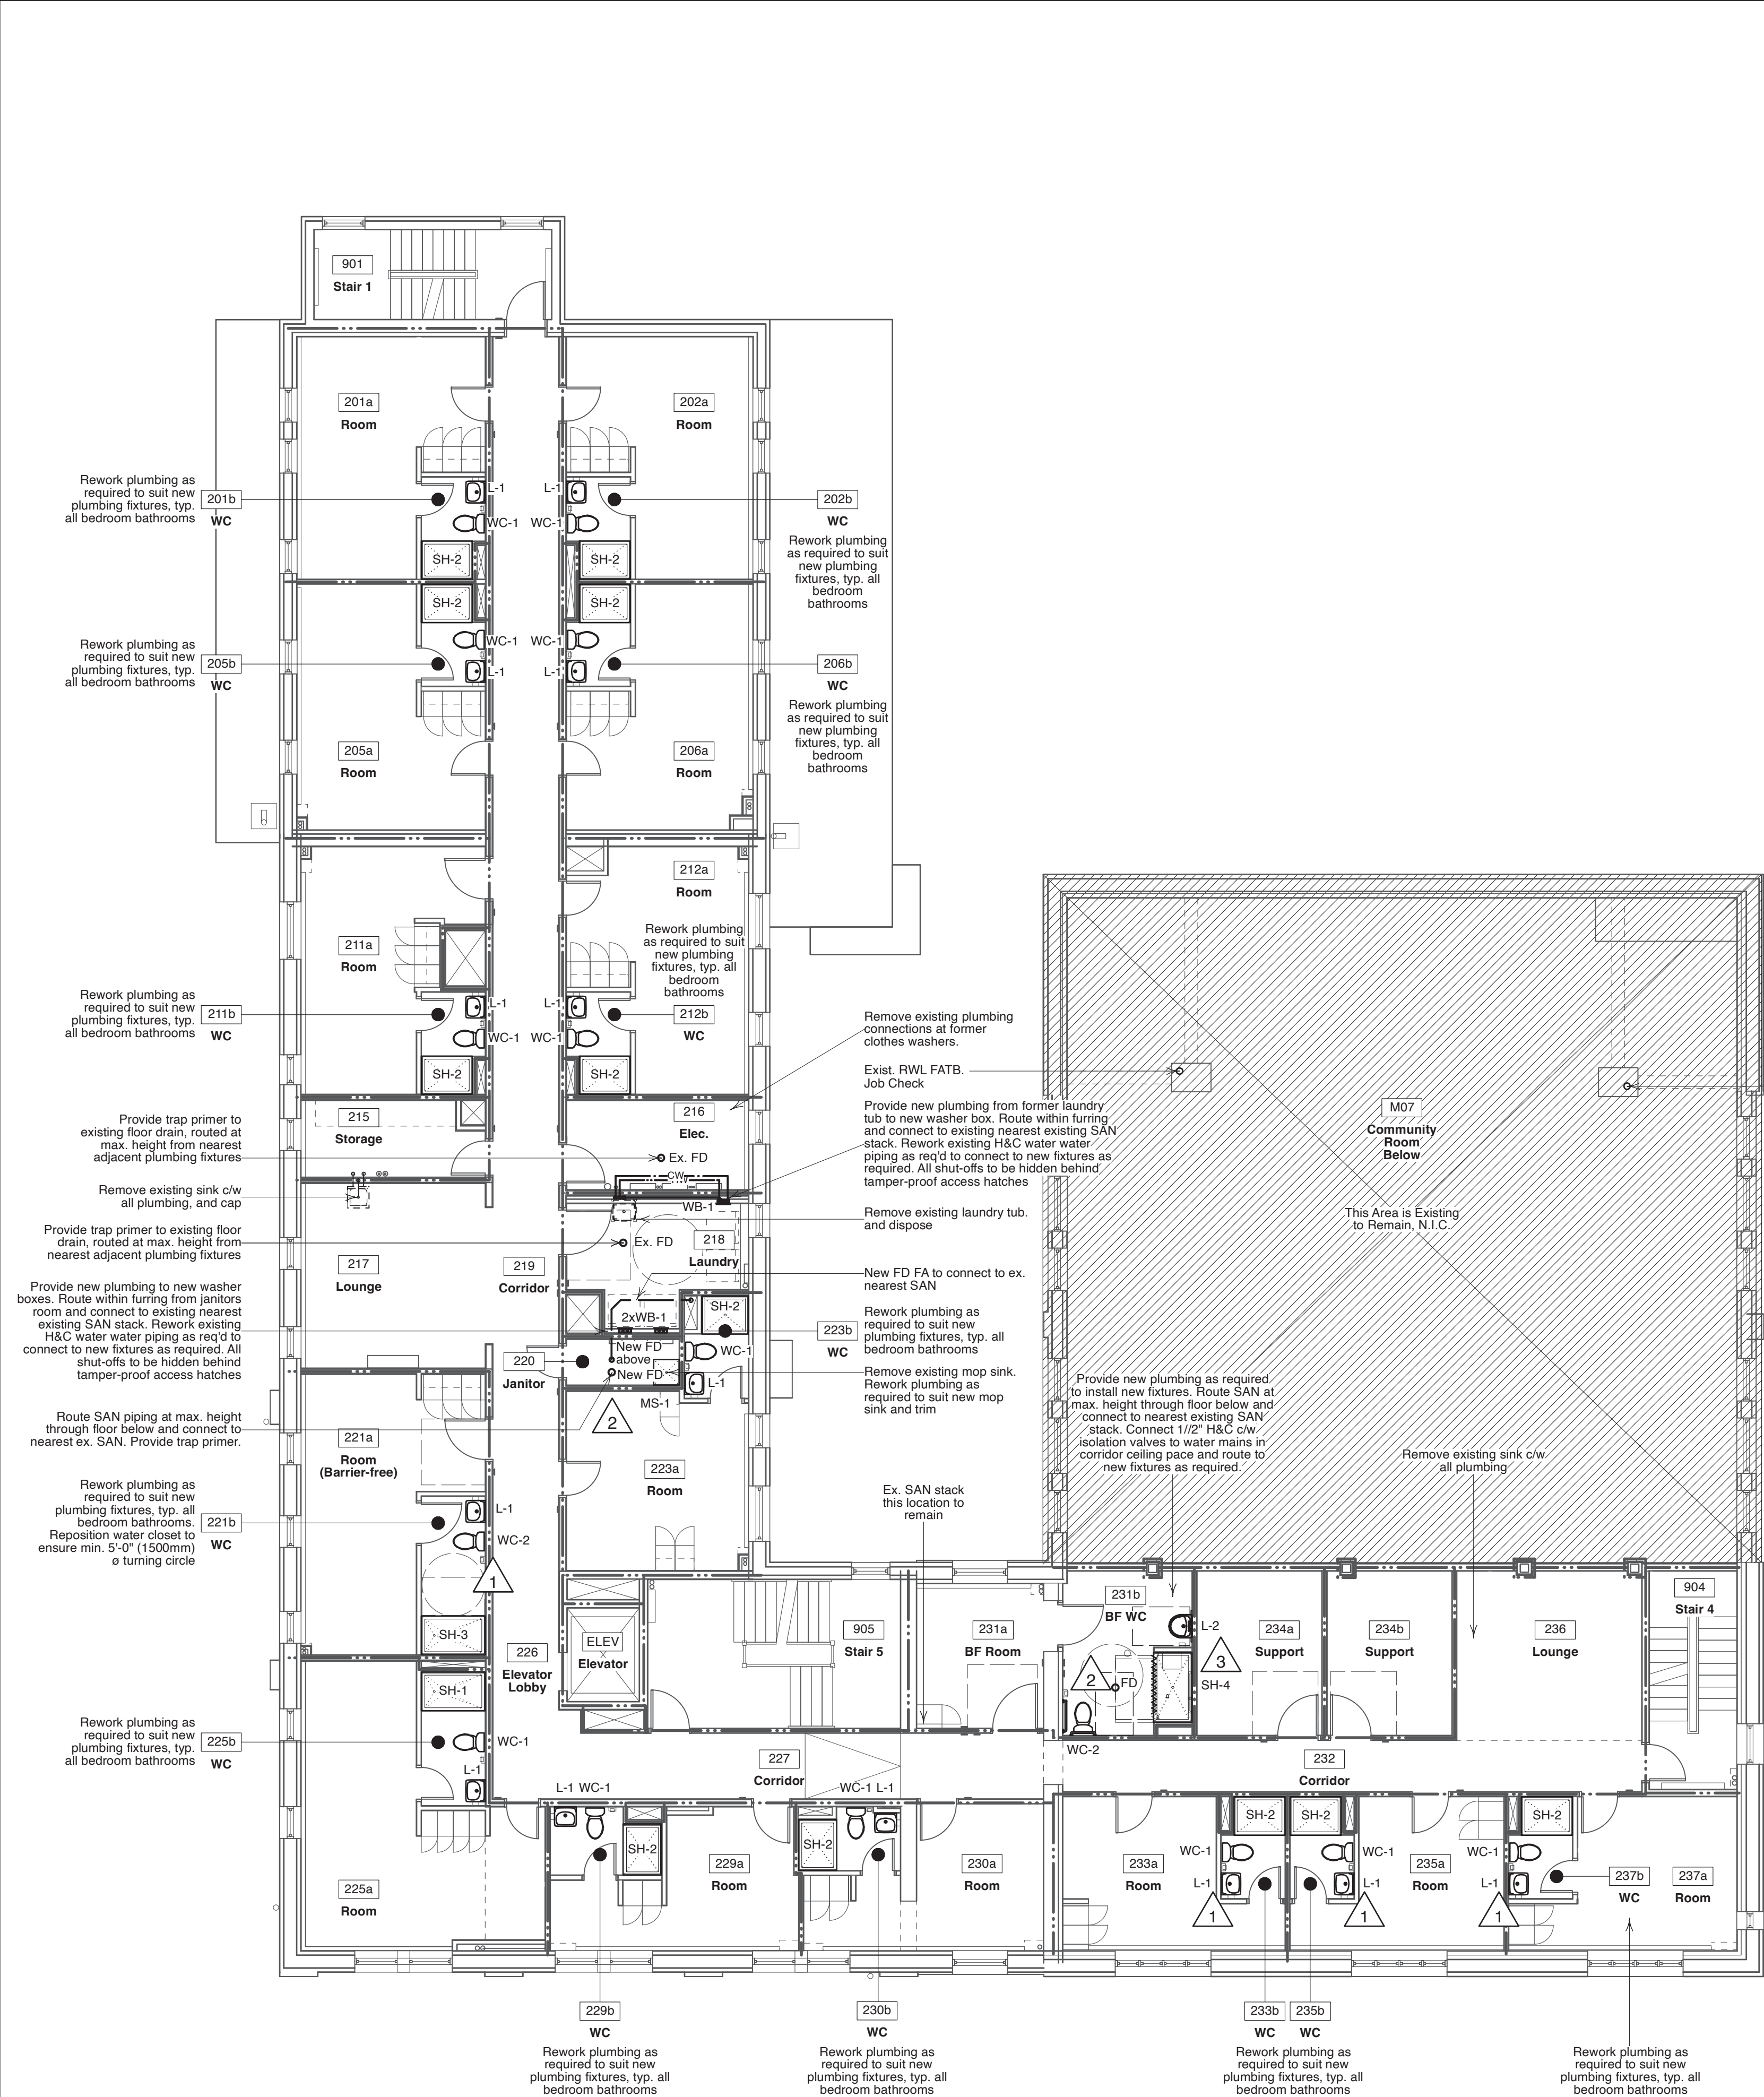 901
Stair 1
201a
Room
202a
Room
Rework plumbing as
required to suit new
plumbing fixtures, typ.
all bedroom bathrooms
201b
WC
L-1
WC-1
SH-2
L-1
WC-1
SH-2
202b
WC
Rework plumbing
as required to suit
new plumbing
fixtures, typ. all
bedroom
bathrooms
Rework plumbing as
required to suit new
plumbing fixtures, typ.
all bedroom bathrooms
205b
WC
SH-2
WC-1
L-1
SH-2
WC-1
L-1
206b
WC
Rework plumbing
as required to suit
new plumbing
fixtures, typ. all
bedroom
bathrooms
205a
Room
206a
Room
212a
Room
Rework plumbing
as required to suit
new plumbing
fixtures, typ. all
bedroom
bathrooms
212b
WC
211a
Room
Rework plumbing as
required to suit new
plumbing fixtures, typ.
all bedroom bathrooms
211b
WC
L-1
WC-1
SH-2
L-1
WC-1
SH-2
Remove existing plumbing
connections at former
clothes washers.
Exist. RWL FATB.
Job Check
Provide new plumbing from former laundry
tub to new washer box. Route within furring
and connect to existing nearest existing SAN
stack. Rework existing H&C water water
piping as req'd to connect to new fixtures as
required. All shut-offs to be hidden behind
tamper-proof access hatches
M07
Community
Room
Below
This Area is Existing
to Remain, N.I.C.
215
Storage
216
Elec.
Ex. FD
CW
WB-1
Provide trap primer to
existing floor drain, routed at
max. height from nearest
adjacent plumbing fixtures
Remove existing sink c/w
all plumbing, and cap
Provide trap primer to existing floor
drain, routed at max. height from
nearest adjacent plumbing fixtures
Provide new plumbing to new washer
boxes. Route within furring from janitors
room and connect to existing nearest
existing SAN stack. Rework existing
H&C water water piping as req'd to
connect to new fixtures as required. All
shut-offs to be hidden behind
tamper-proof access hatches
Route SAN piping at max. height
through floor below and connect to
nearest ex. SAN. Provide trap primer.
217
Lounge
219
Corridor
Ex. FD
218
Laundry
Remove existing laundry tub.
and dispose
New FD FA to connect to ex.
nearest SAN
2xWB-1
SH-2
Rework plumbing as
required to suit new
plumbing fixtures, typ. all
bedroom bathrooms
223b
WC
WC-1
L-1
220
Janitor
New FD
above
New FD
MS-1
2
Remove existing mop sink.
Rework plumbing as
required to suit new mop
sink and trim
Provide new plumbing as required
to install new fixtures. Route SAN at
max. height through floor below and
connect to nearest existing SAN
stack. Connect 1//2" H&C c/w
isolation valves to water mains in
corridor ceiling pace and route to
new fixtures as required.
Remove existing sink c/w
all plumbing
221a
Room
(Barrier-free)
223a
Room
Ex. SAN stack
this location to
remain
Rework plumbing as
required to suit new
plumbing fixtures, typ. all
bedroom bathrooms.
Reposition water closet to
ensure min. 5'-0" (1500mm)
ø turning circle
221b
WC
L-1
WC-2
1
SH-3
226
Elevator
Lobby
ELEV
Elevator
905
Stair 5
231a
BF Room
231b
BF WC
L-2
3
SH-4
2
FD
WC-2
234a
Support
234b
Support
236
Lounge
904
Stair 4
SH-1
WC-1
L-1
Rework plumbing as
required to suit new
plumbing fixtures, typ.
all bedroom bathrooms
225b
WC
227
Corridor
232
Corridor
L-1 WC-1
WC-1 L-1
225a
Room
SH-2
229a
Room
SH-2
230a
Room
233a
Room
WC-1
L-1
1
SH-2
SH-2
WC-1
L-1
1
235a
Room
WC-1
L-1
1
SH-2
237b
WC
237a
Room
229b
WC
Rework plumbing as
required to suit new
plumbing fixtures, typ. all
bedroom bathrooms
230b
WC
Rework plumbing as
required to suit new
plumbing fixtures, typ. all
bedroom bathrooms
233b
WC
235b
WC
Rework plumbing as
required to suit new
plumbing fixtures, typ. all
bedroom bathrooms
Rework plumbing as
required to suit new
plumbing fixtures, typ. all
bedroom bathrooms